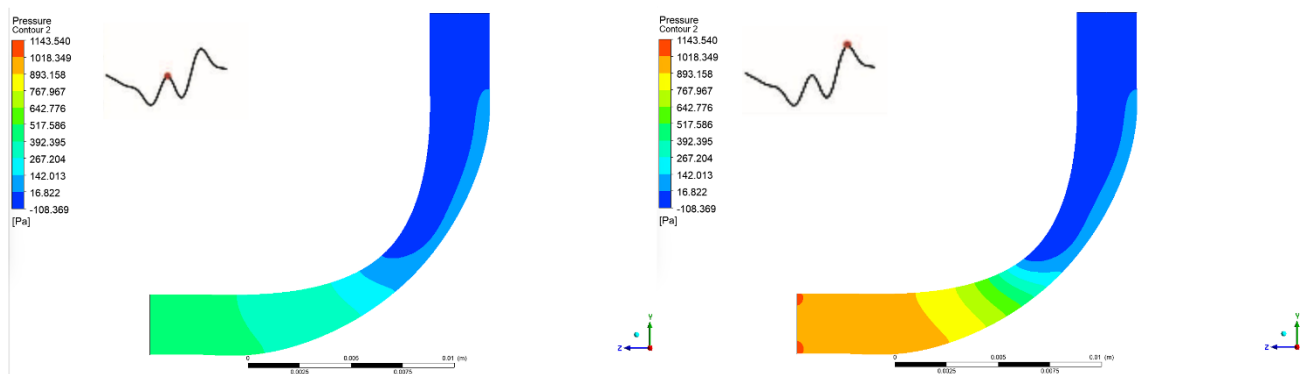 Pressure
Contour 2
1143.540
1018.349
893.158
767.967
642.776
517.586
392.395
267.204
142.013
16.822
-108.369
[Pa]
Y
Z
0
0.005
0.01 (m)
0.0025
0.0075
Pressure
Contour 2
1143.540
1018.349
893.158
767.967
642.776
517.586
392.395
267.204
142.013
16.822
-108.369
[Pa]
Y
Z
0
0.005
0.01 (m)
0.0025
0.0075